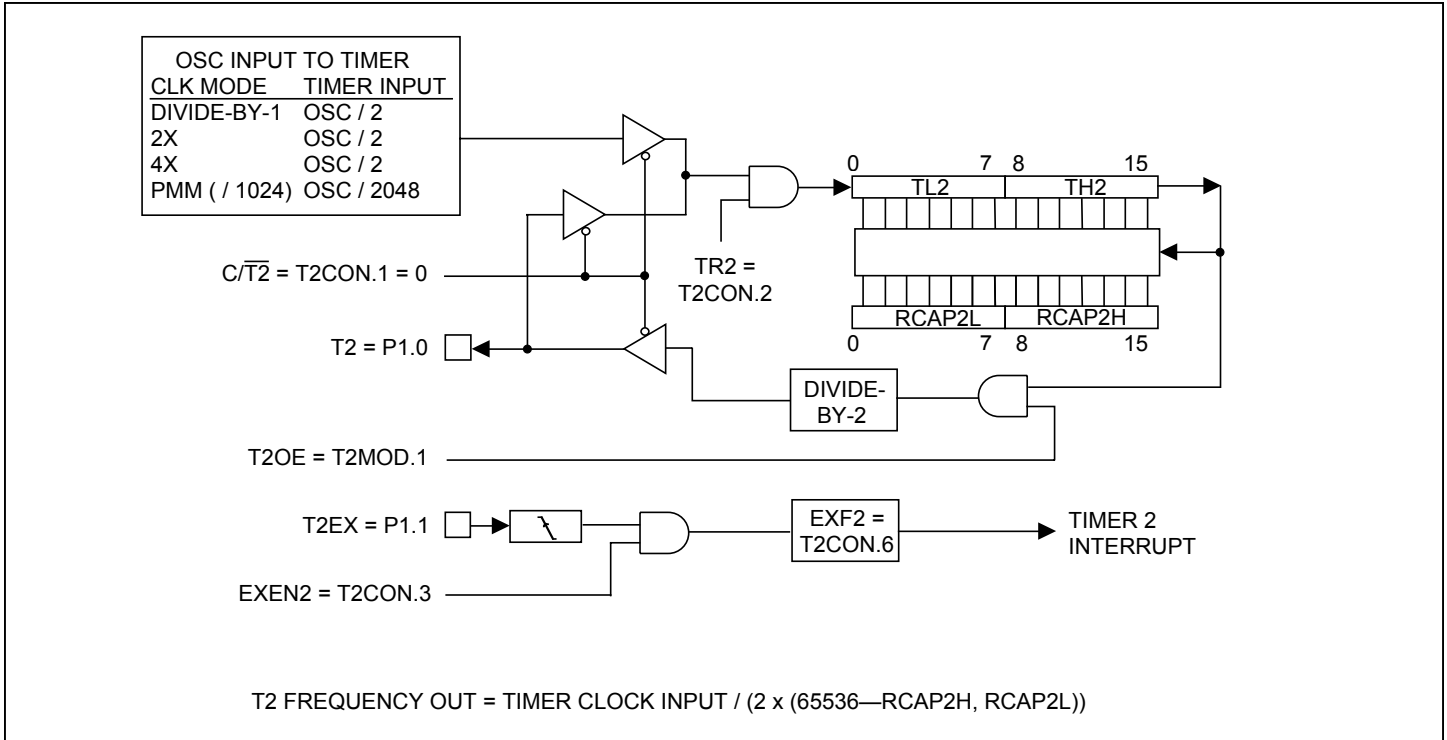 OSC INPUT TO TIMER
CLK MODE TIMER INPUT
DIVIDE-BY-1 OSC / 2
2X OSC / 2
4X OSC / 2
PMM ( / 1024) OSC / 2048
0 7 8 15
TL2 TH2
C/T2 = T2CON.1 = 0
TR2 =
T2CON.2
RCAP2L RCAP2H
0 7 8 15
T2 = P1.0
DIVIDE-
BY-2
T2OE = T2MOD.1
T2EX = P1.1
EXF2 =
T2CON.6
TIMER 2
INTERRUPT
EXEN2 = T2CON.3
T2 FREQUENCY OUT = TIMER CLOCK INPUT / (2 x (65536—RCAP2H, RCAP2L))